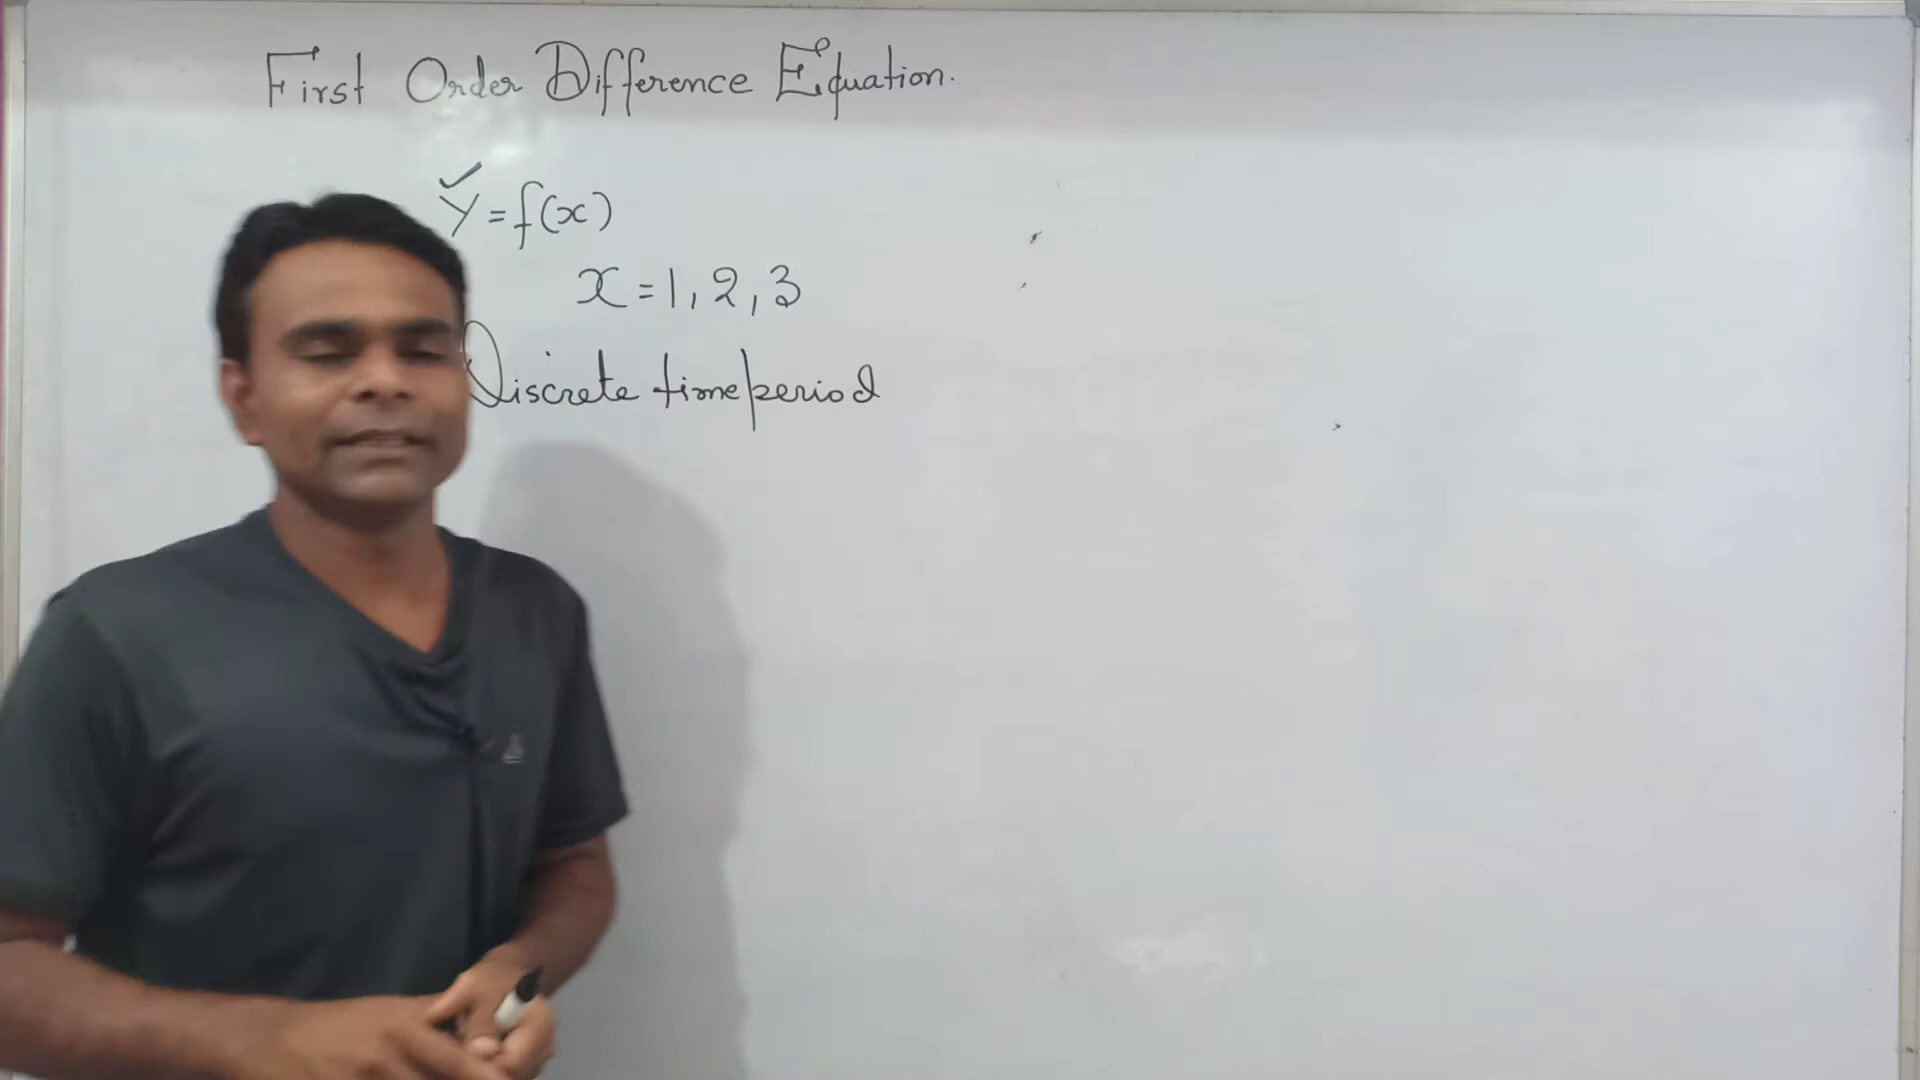 First Order Difference Equation.
Y = f(x)
x = 1, 2, 3
Discrete time period